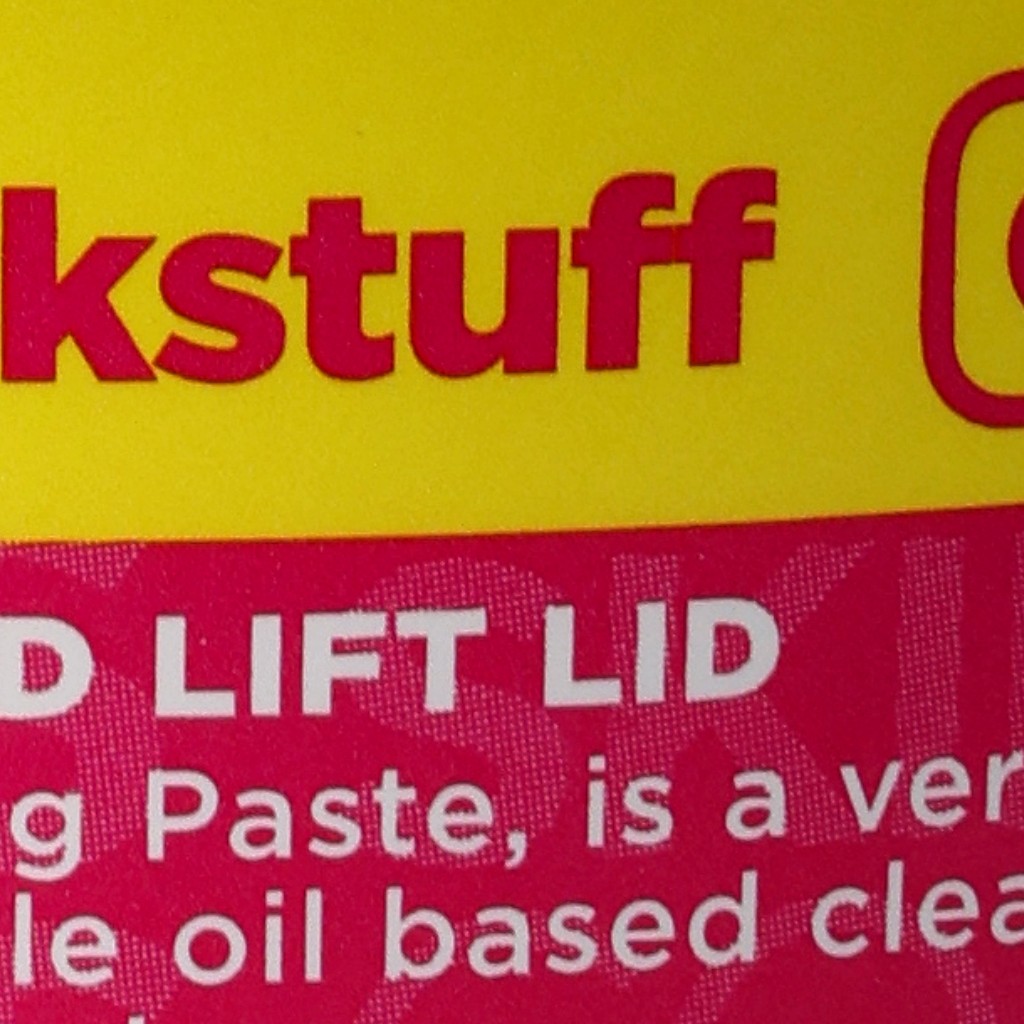 kstuff
D LIFT LID
g Paste, is a ver
le oil based clea